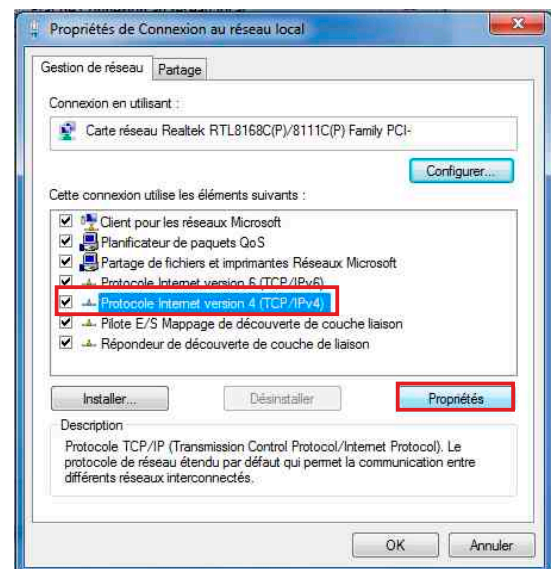 Propriétés de Connexion au réseau local
Gestion de réseau Partage
Connexion en utilisant :
Carte réseau Realtek RTL8168C(P)/8111C(P) Family PCI-
Configurer...
Cette connexion utilise les éléments suivants :
Client pour les réseaux Microsoft
Planificateur de paquets QoS
Partage de fichiers et imprimantes Réseaux Microsoft
Protocole Internet version 6 (TCP/IPv6)
Protocole Internet version 4 (TCP/IPv4)
Pilote E/S Mappage de découverte de couche liaison
Répondeur de découverte de couche de liaison
Installer... Désinstaller Propriétés
Description
Protocole TCP/IP (Transmission Control Protocol/Internet Protocol). Le
protocole de réseau étendu par défaut qui permet la communication entre
différents réseaux interconnectés.
OK Annuler